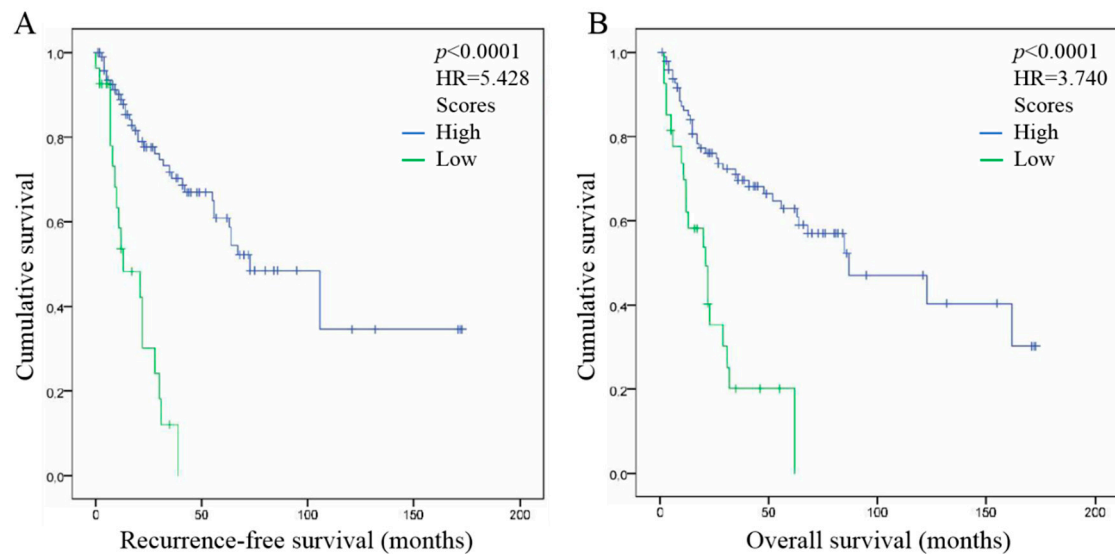 A
p<0.0001
HR=5.428
Scores
High
Low
Cumulative survival
1,0
0,8
0,6
0,4
0,2
0,0
0
50
100
150
200
Recurrence-free survival (months)
B
p<0.0001
HR=3.740
Scores
High
Low
Cumulative survival
1,0
0,8
0,6
0,4
0,2
0,0
0
50
100
150
200
Overall survival (months)